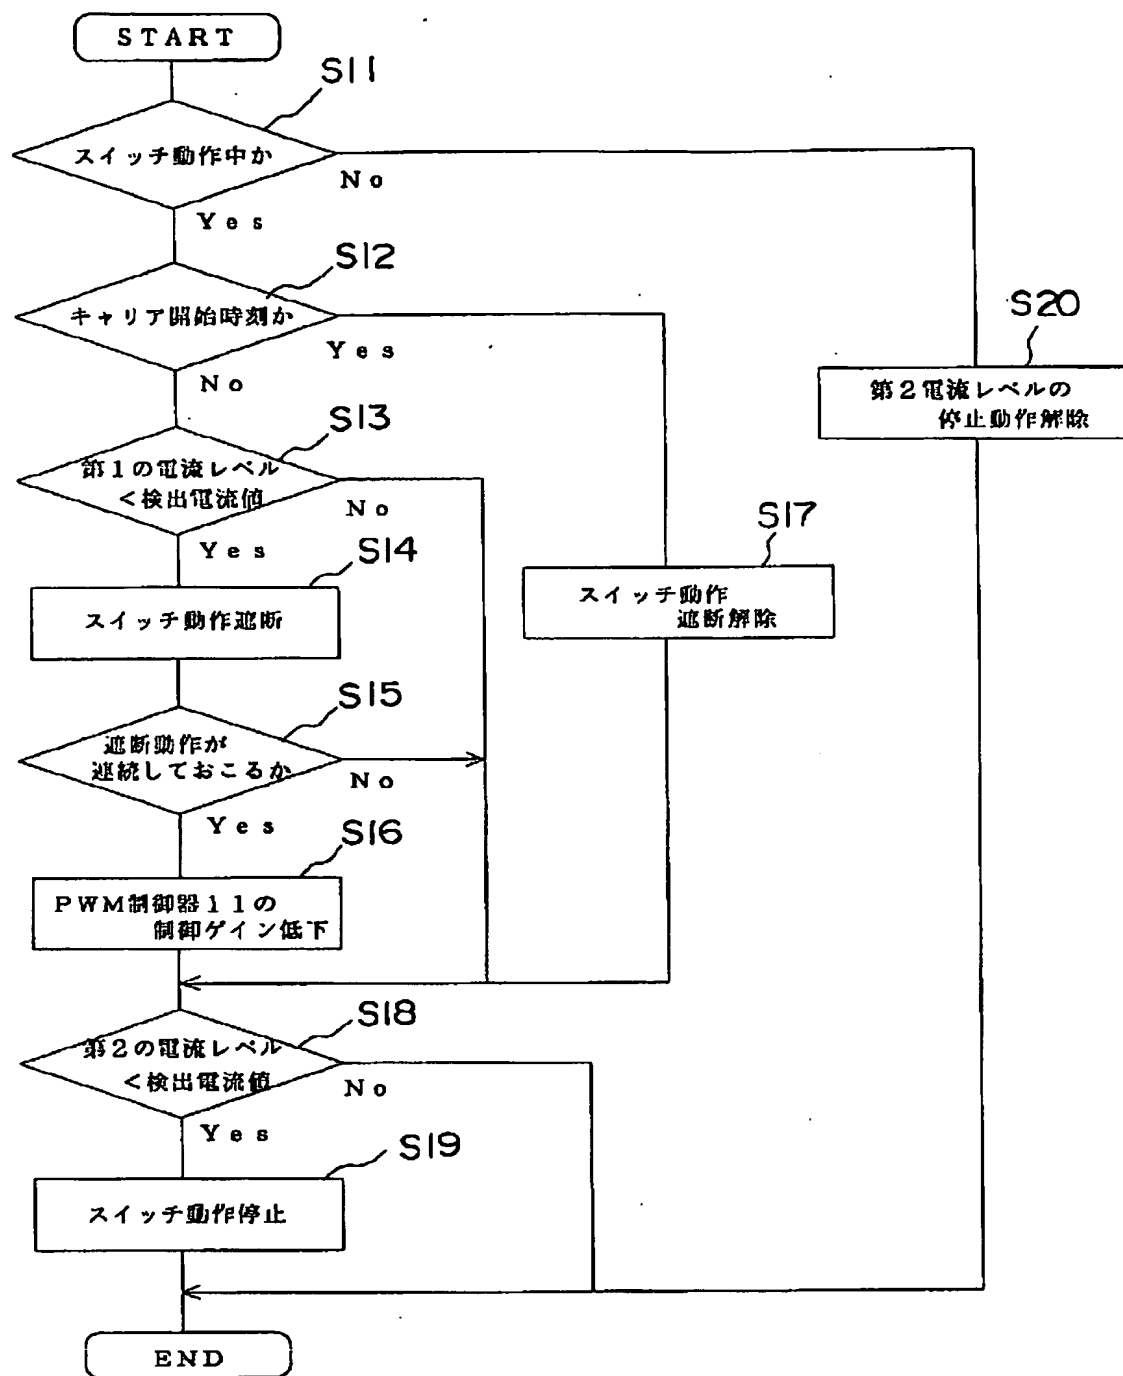 START
S11
スイッチ動作中か
No
Yes
S12
キャリア開始時刻か
Yes
No
S20
第2電流レベルの
停止動作解除
S13
第1の電流レベル
<検出電流値
No
Yes
S14
スイッチ動作遮断
S17
スイッチ動作
遮断解除
S15
遮断動作が
連続しておこるか
No
Yes
S16
PWM制御器11の
制御ゲイン低下
S18
第2の電流レベル
<検出電流値
No
Yes
S19
スイッチ動作停止
END